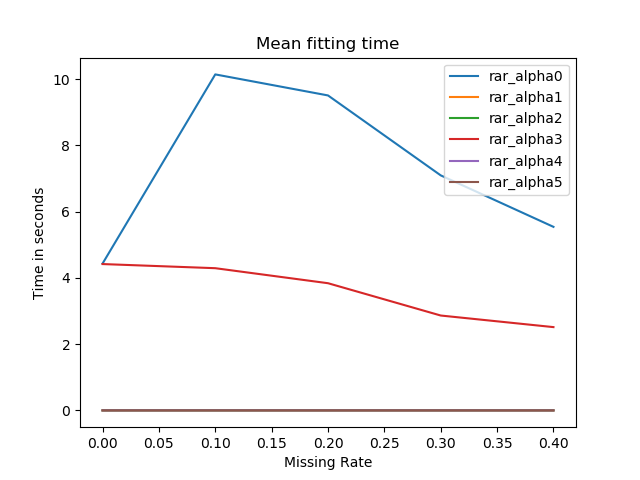 Mean fitting time
rar_alpha0
rar_alpha1
rar_alpha2
rar_alpha3
rar_alpha4
rar_alpha5
Time in seconds
10
8
6
4
2
0
0.00 0.05 0.10 0.15 0.20 0.25 0.30 0.35 0.40
Missing Rate